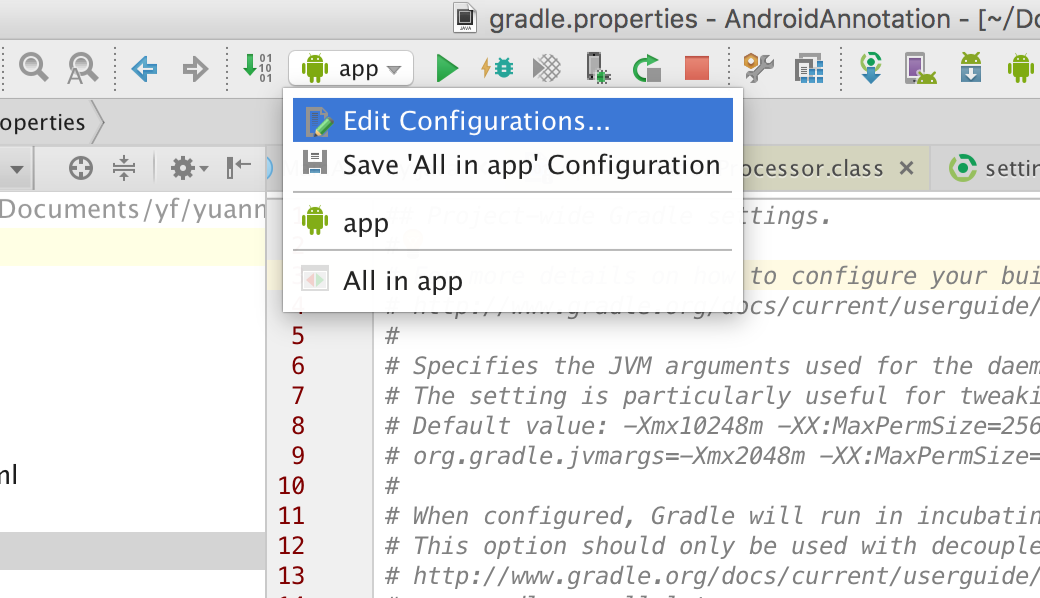 gradle.properties – AndroidAnnotation – [~/Do
app
operties
Edit Configurations...
Save 'All in app' Configuration
app
All in app
ocessor.class
settin
Documents/yf/yuann
1 ## Project-wide Gradle settings.
2 #
3 # For more details on how to configure your bui
4 # http://www.gradle.org/docs/current/userguide/
5 #
6 # Specifies the JVM arguments used for the daem
7 # The setting is particularly useful for tweaki
8 # Default value: -Xmx10248m -XX:MaxPermSize=256
9 # org.gradle.jvmargs=-Xmx2048m -XX:MaxPermSize=
10 #
11 # When configured, Gradle will run in incubatin
12 # This option should only be used with decouple
13 # http://www.gradle.org/docs/current/userguide/
ml